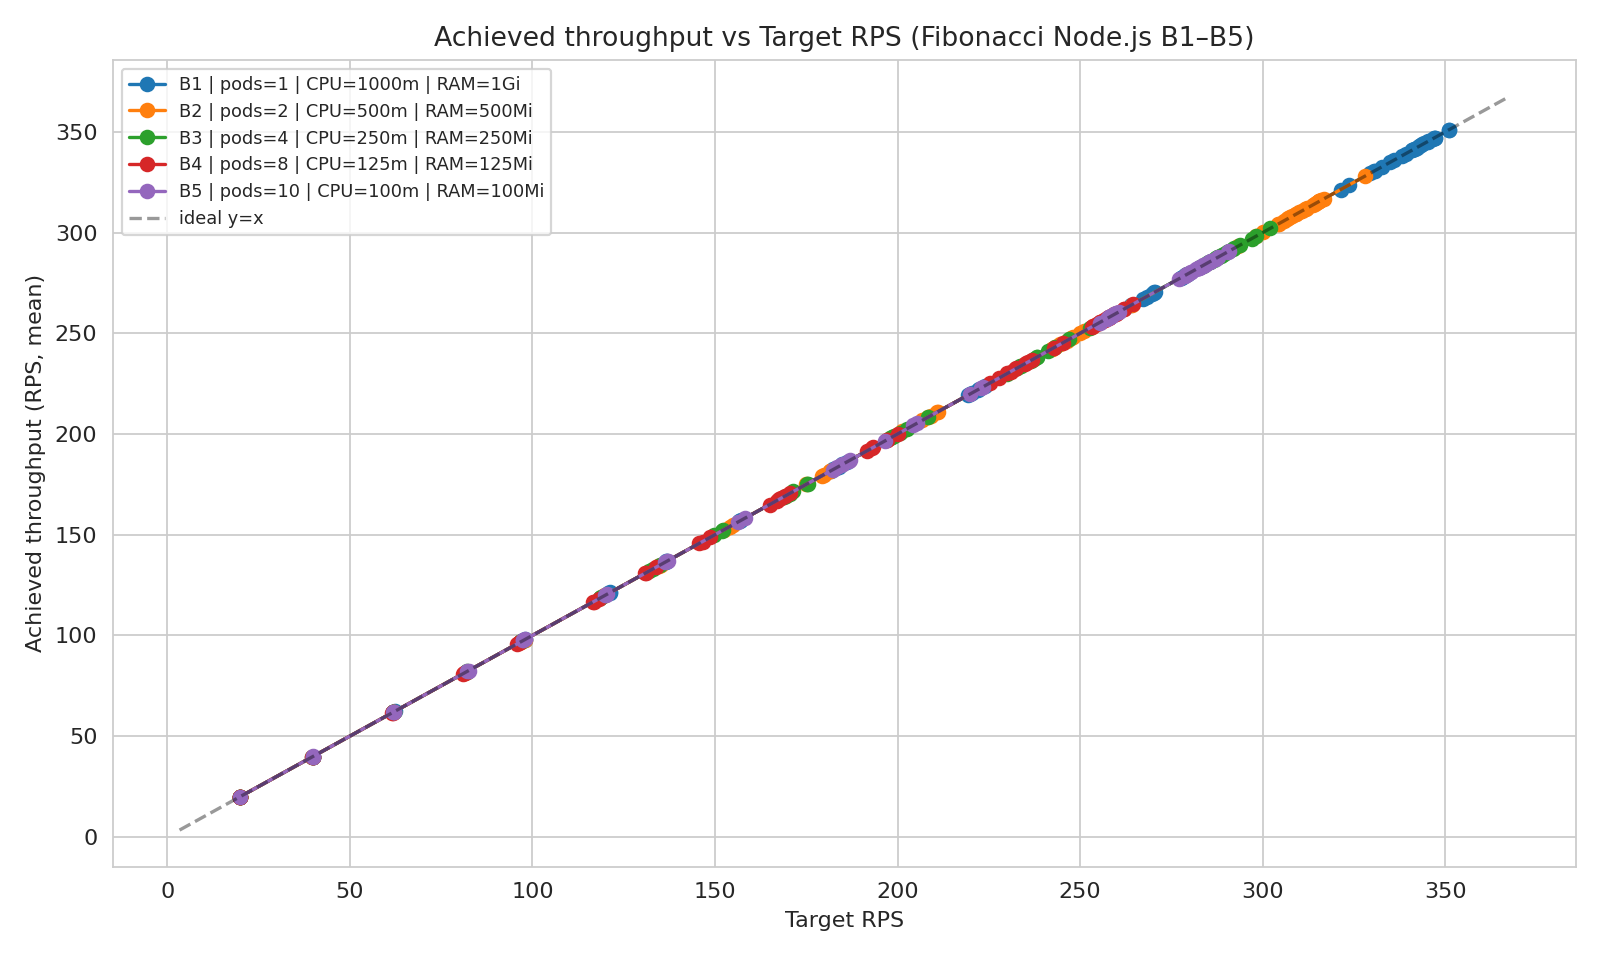 Achieved throughput vs Target RPS (Fibonacci Node.js B1–B5)
B1 | pods=1 | CPU=1000m | RAM=1Gi
B2 | pods=2 | CPU=500m | RAM=500Mi
B3 | pods=4 | CPU=250m | RAM=250Mi
B4 | pods=8 | CPU=125m | RAM=125Mi
B5 | pods=10 | CPU=100m | RAM=100Mi
ideal y=x
Achieved throughput (RPS, mean)
350
300
250
200
150
100
50
0
0 50 100 150 200 250 300 350
Target RPS